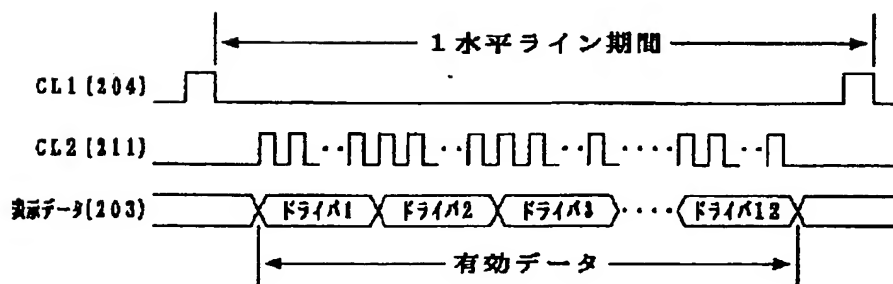 1水平ライン期間
CL1(204)
CL2(211)
表示データ(203)
ドライバ1 ドライバ2 ドライバ3 ドライバ12
有効データ